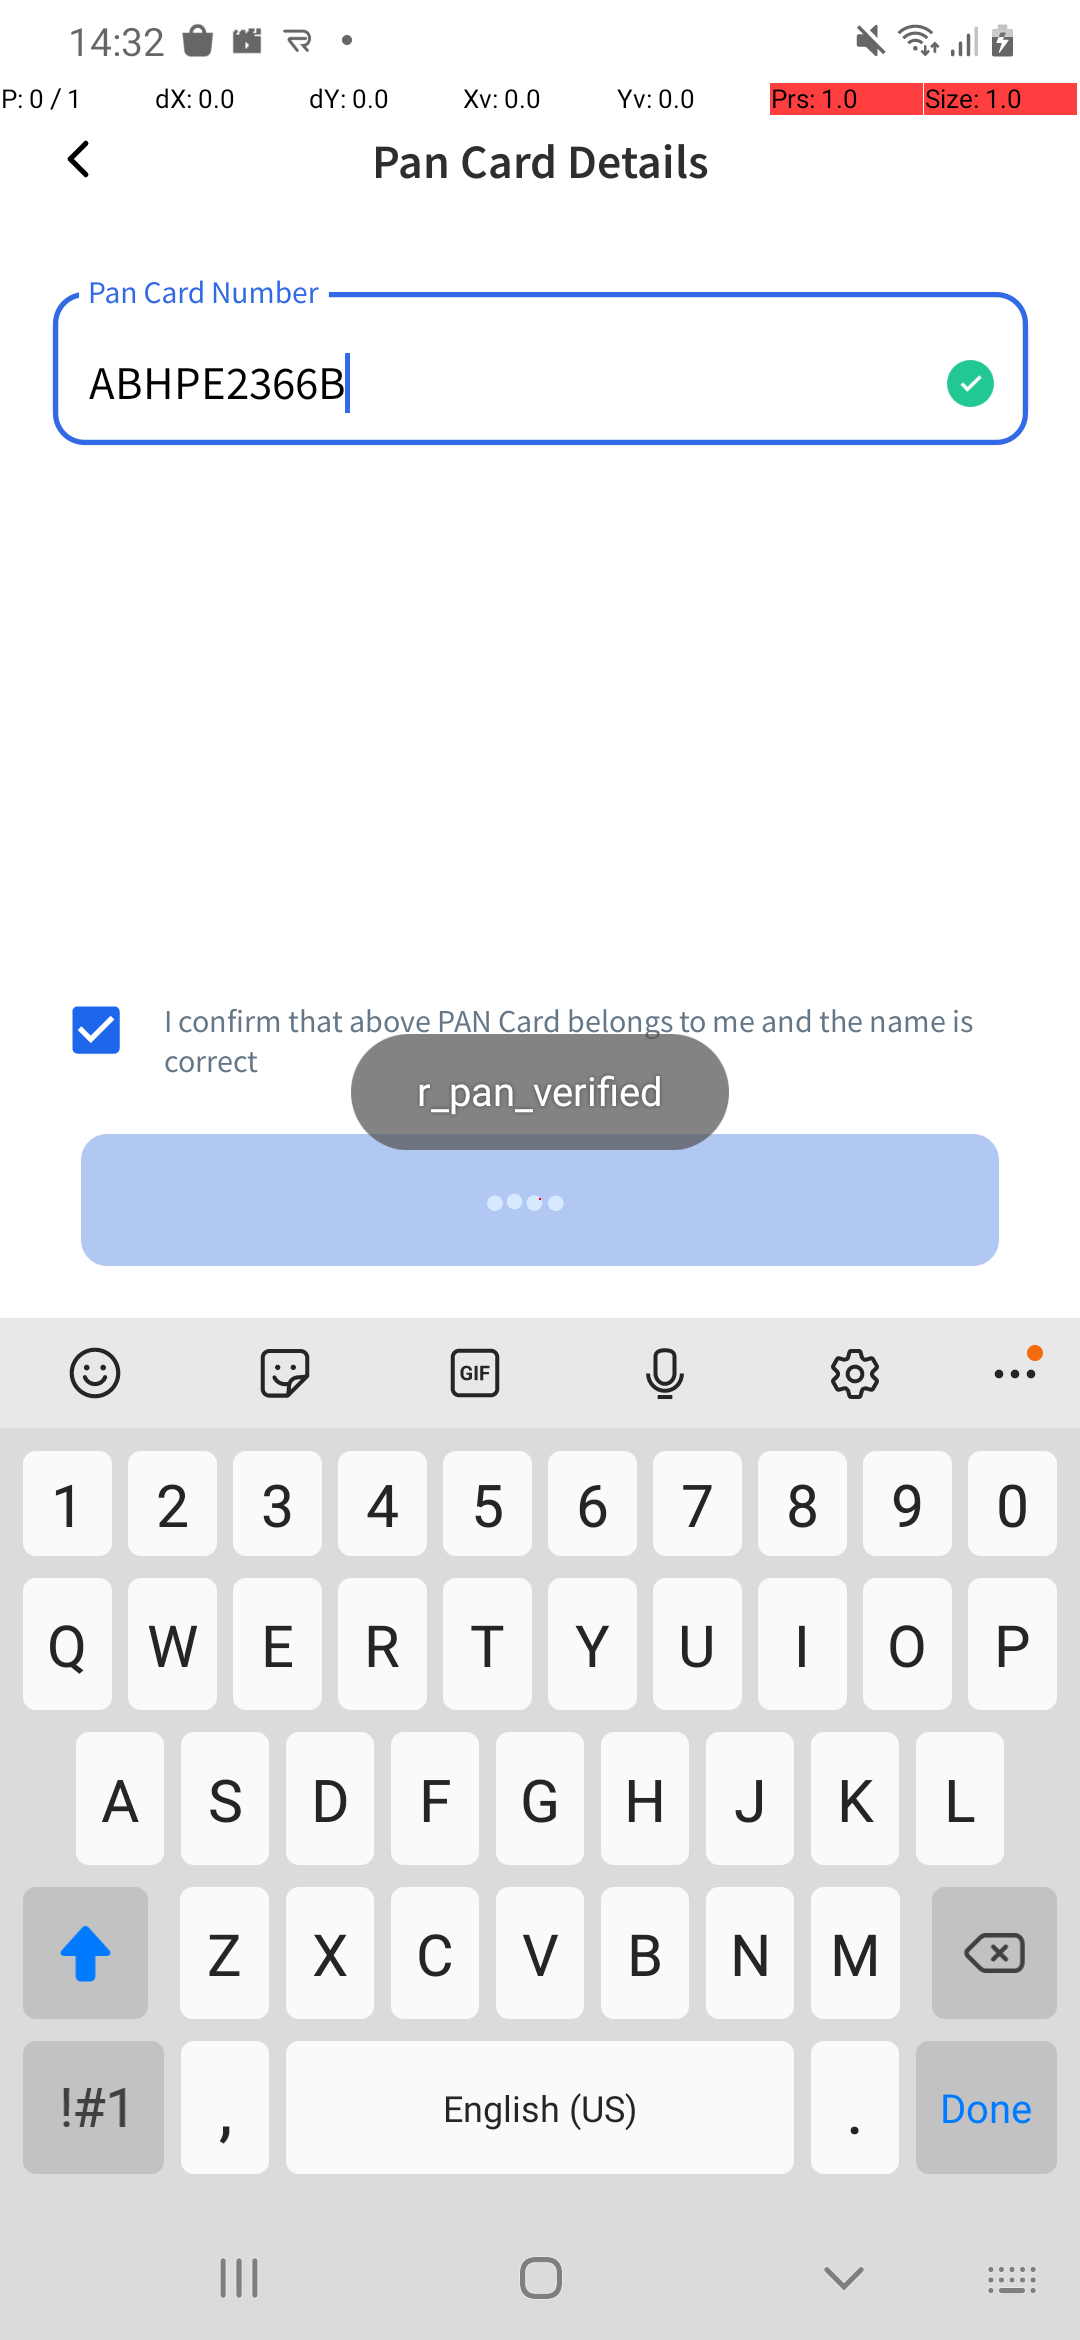 14:32
P: 0 / 1 dX: 0.0 dY: 0.0 Xv: 0.0 Yv: 0.0 Prs: 1.0 Size: 1.0
Pan Card Details
Pan Card Number
ABHPE2366B
I confirm that above PAN Card belongs to me and the name is
correct
r_pan_verified
GIF
1 2 3 4 5 6 7 8 9 0
Q W E R T Y U I O P
A S D F G H J K L
Z X C V B N M
!#1 , English (US) . Done